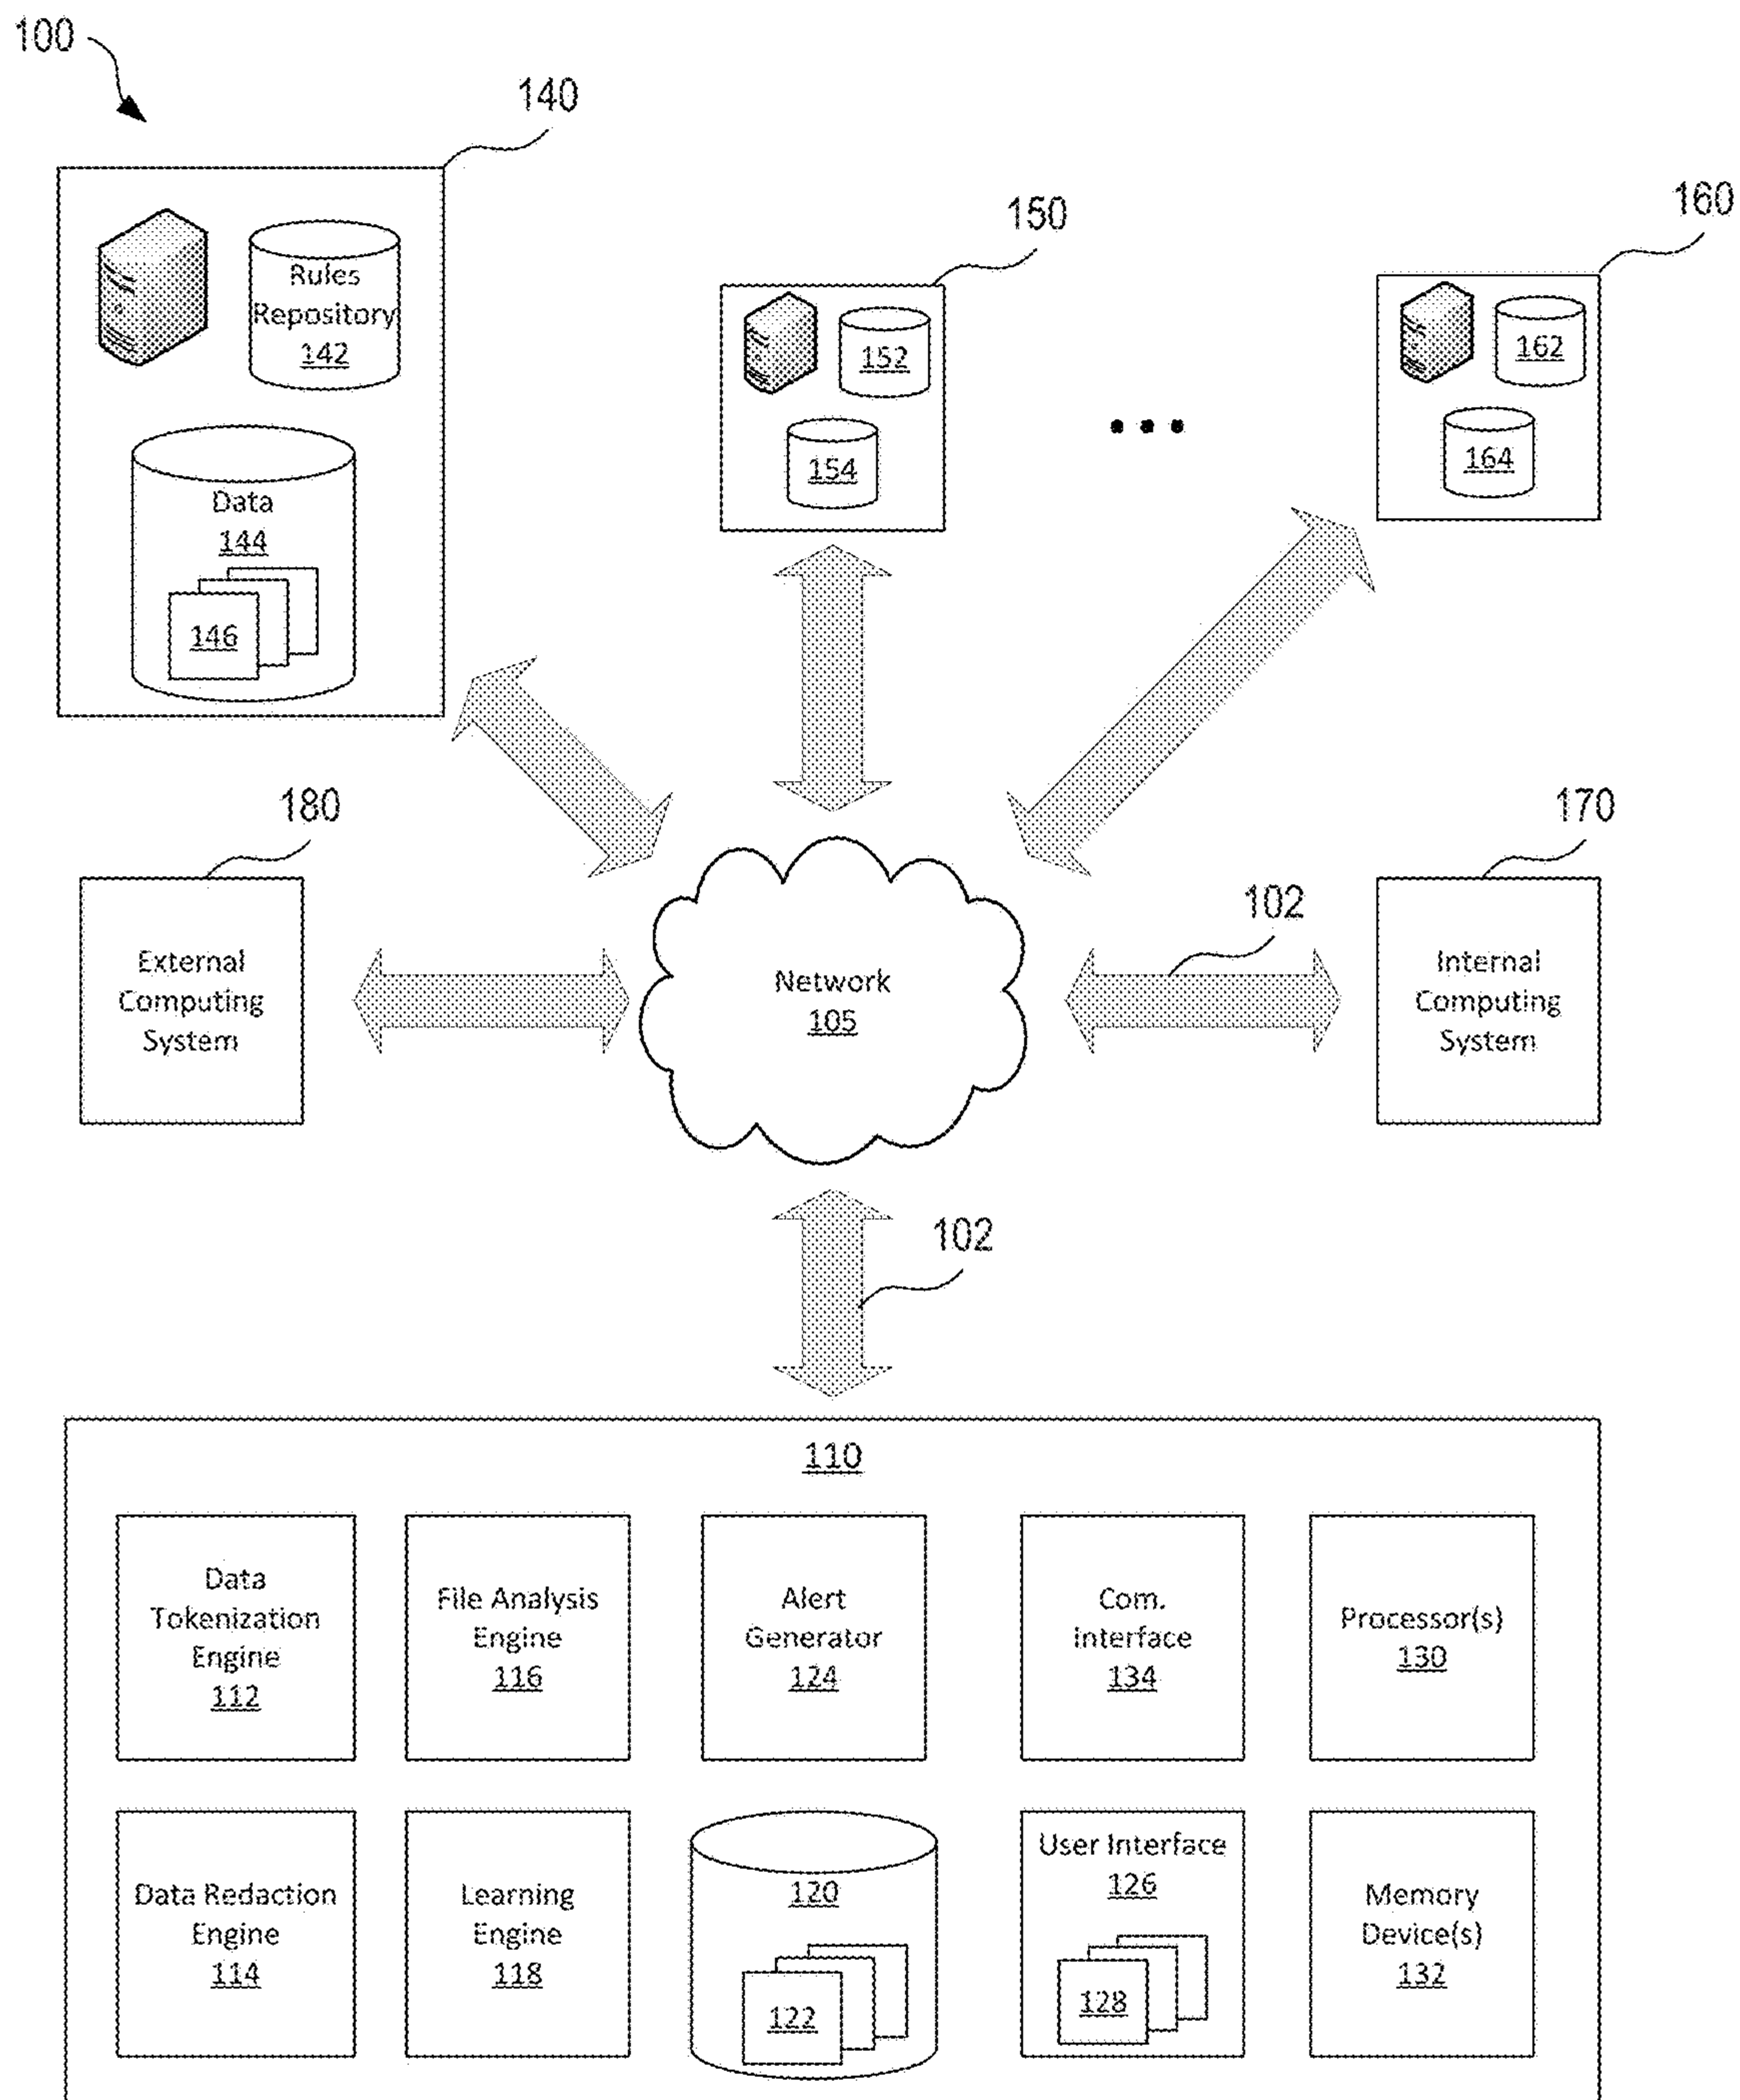 100
140
150
160
Rules
Repository
142
152
162
154
164
Data
144
146
180
170
102
External
Computing
System
Network
105
Internal
Computing
System
102
110
Data
Tokenization
Engine
112
File Analysis
Engine
116
Alert
Generator
124
Com.
Interface
134
Processor(s)
130
Data Redaction
Engine
114
Learning
Engine
118
120
122
User Interface
126
128
Memory
Device(s)
132